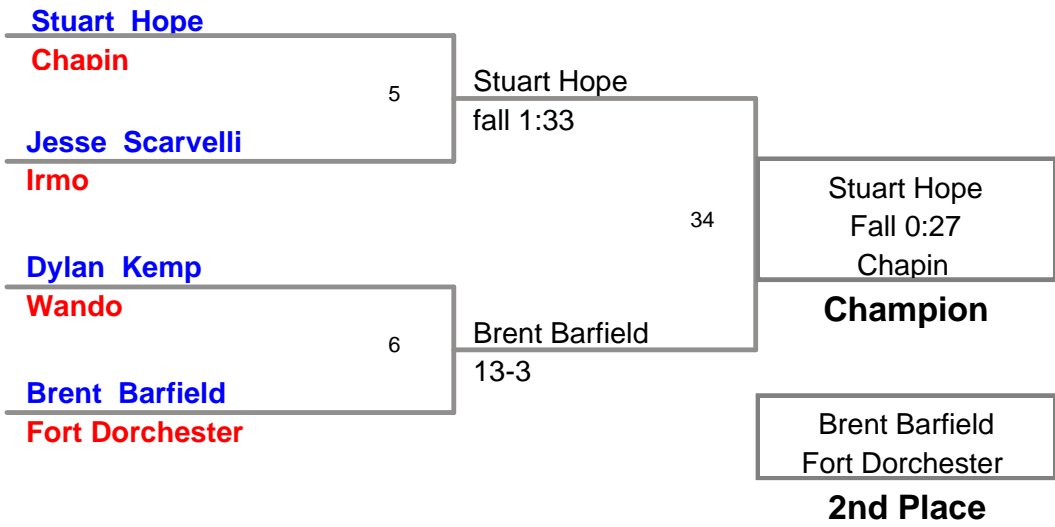 Stuart Hope
Chapin
5
Jesse Scarvelli
Irmo
Stuart Hope
fall 1:33
Dylan Kemp
Wando
6
Brent Barfield
Fort Dorchester
Brent Barfield
13-3
34
Stuart Hope
Fall 0:27
Chapin
Champion
Brent Barfield
Fort Dorchester
2nd Place